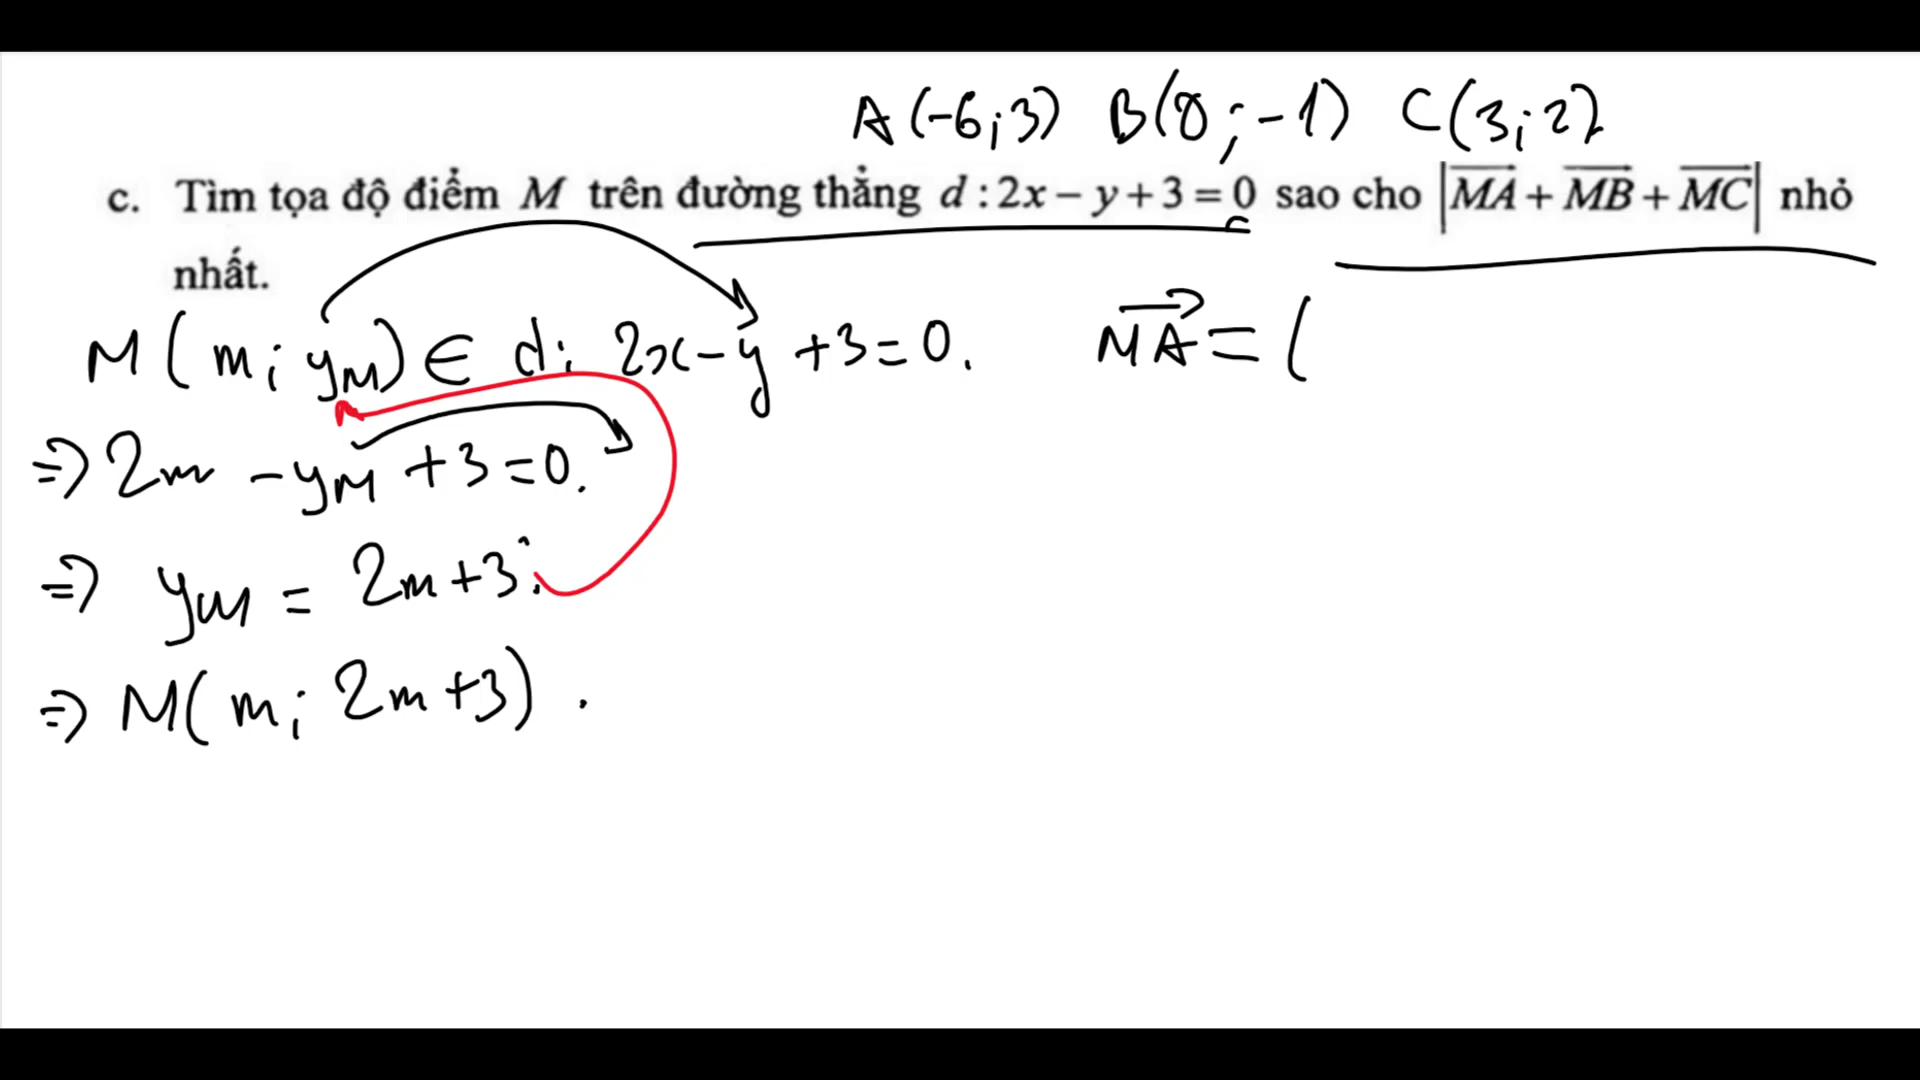 A(-6;3) B(0;-1) C(3;2)
c. Tìm tọa độ điểm M trên đường thẳng d : 2x − y + 3 = 0 sao cho |MA + MB + MC| nhỏ
nhất.
M(m; yM) ∈ d: 2x - y + 3 = 0. MA = (
=> 2m - yM + 3 = 0.
=> yM = 2m + 3.
=> M(m; 2m + 3).